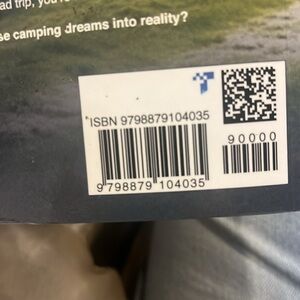 ad trip, you
se camping dreams into reality?
ISBN 9798879104035
90000
9 798879 104035